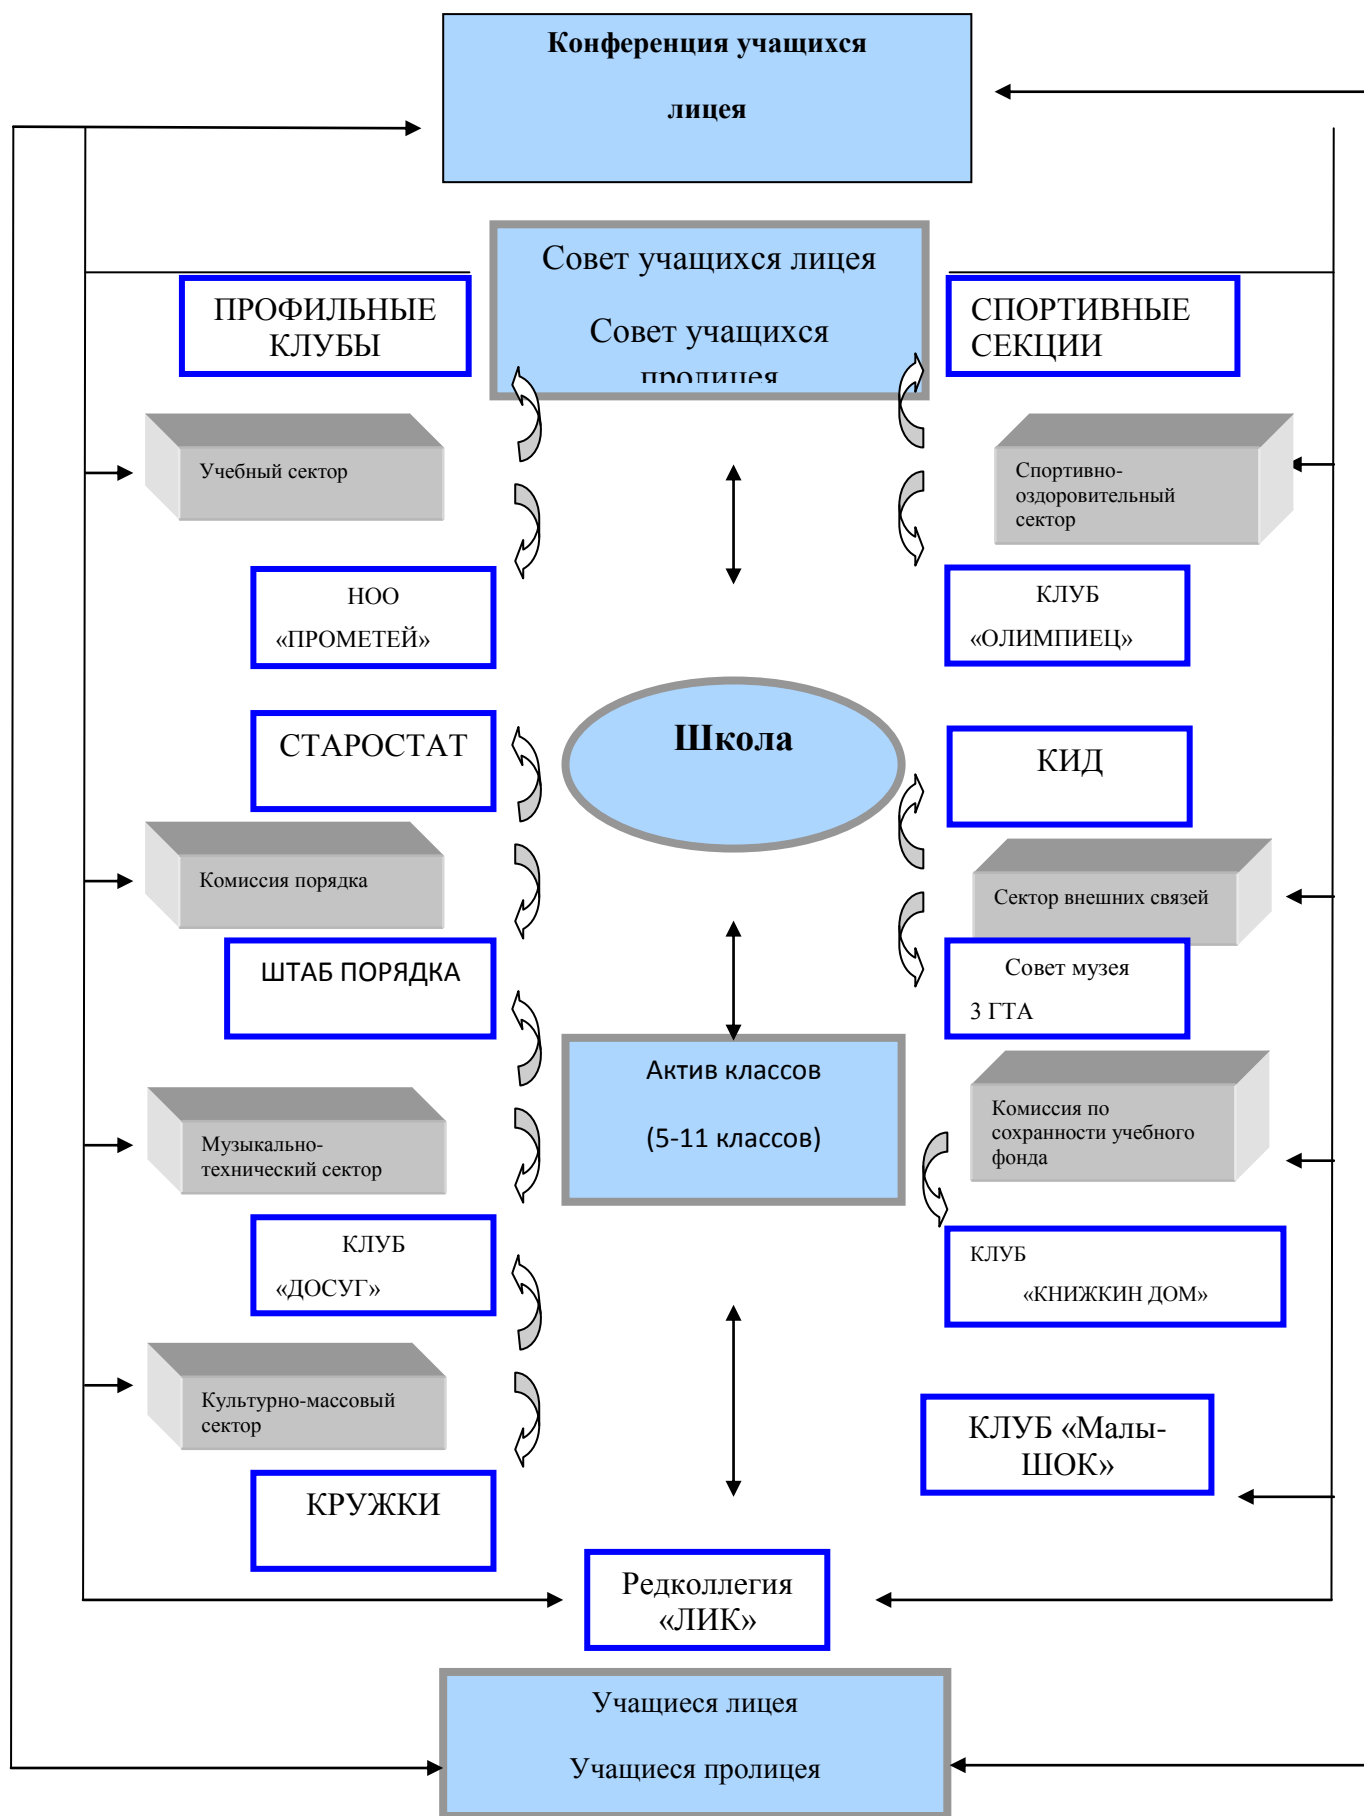 Конференция учащихся
лицея
Совет учащихся лицея
Совет учащихся
пролицея
ПРОФИЛЬНЫЕ
КЛУБЫ
СПОРТИВНЫЕ
СЕКЦИИ
Учебный сектор
Спортивно-
оздоровительный
сектор
НОО
«ПРОМЕТЕЙ»
КЛУБ
«ОЛИМПИЕЦ»
Школа
СТАРОСТАТ
КИД
Комиссия порядка
Сектор внешних связей
ШТАБ ПОРЯДКА
Совет музея
3 ГТА
Актив классов
(5-11 классов)
Комиссия по
сохранности учебного
фонда
Музыкально-
технический сектор
КЛУБ
«ДОСУГ»
КЛУБ
«КНИЖКИН ДОМ»
Культурно-массовый
сектор
КЛУБ «Малы-
ШОК»
КРУЖКИ
Редколлегия
«ЛИК»
Учащиеся лицея
Учащиеся пролицея